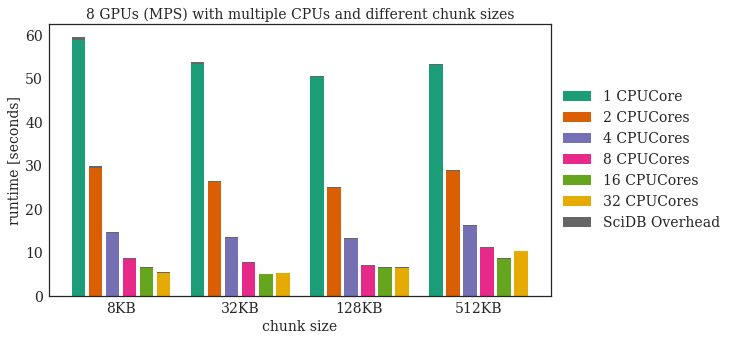 8 GPUs (MPS) with multiple CPUs and different chunk sizes
60
50
40
30
20
10
0
runtime [seconds]
8KB 32KB 128KB 512KB
chunk size
1 CPUCore
2 CPUCores
4 CPUCores
8 CPUCores
16 CPUCores
32 CPUCores
SciDB Overhead